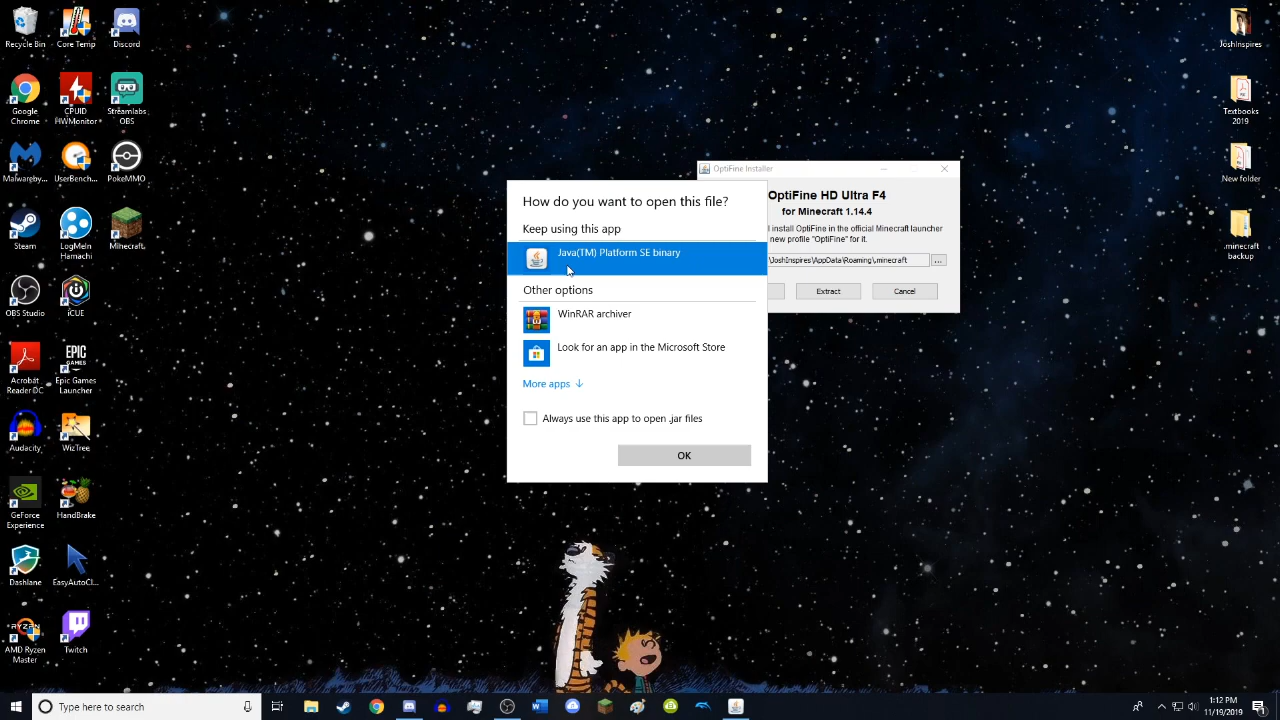 Recycle Bin
Core Temp
Discord
Google
Chrome
CPUID
HWMonitor
Streamlabs
OBS
Malwarby...
UserBench...
PokeMMO
Steam
LogMeIn
Hamachi
Minecraft
OBS Studio
iCUE
Acrobat
Reader DC
EPIC
GAMES
Epic Games
Launcher
Audacity
WizTree
GeForce
Experience
HandBrake
Dashlane
EasyAutoCl...
RYZEN
AMD Ryzen
Master
Twitch
JoshInspires
Textbooks
2019
New folder
.minecraft
backup
OptiFine Installer
OptiFine HD Ultra F4
for Minecraft 1.14.4
l install OptiFine in the official Minecraft launcher
new profile "OptiFine" for it.
\JoshInspires\AppData\Roaming\.minecraft
...
Extract
Cancel
How do you want to open this file?
Keep using this app
Java(TM) Platform SE binary
Other options
WinRAR archiver
Look for an app in the Microsoft Store
More apps
Always use this app to open .jar files
OK
Type here to search
1:12 PM
11/19/2019